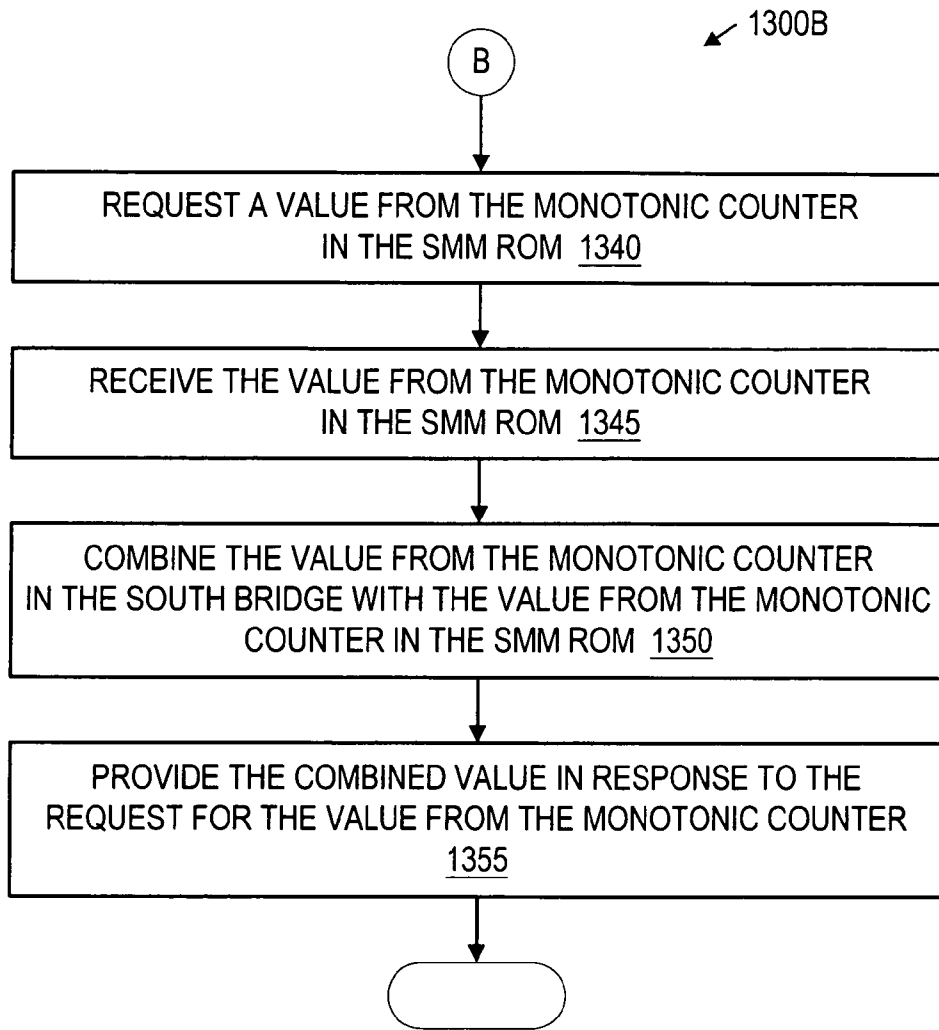 1300B
B
REQUEST A VALUE FROM THE MONOTONIC COUNTER
IN THE SMM ROM 1340
RECEIVE THE VALUE FROM THE MONOTONIC COUNTER
IN THE SMM ROM 1345
COMBINE THE VALUE FROM THE MONOTONIC COUNTER
IN THE SOUTH BRIDGE WITH THE VALUE FROM THE MONOTONIC
COUNTER IN THE SMM ROM 1350
PROVIDE THE COMBINED VALUE IN RESPONSE TO THE
REQUEST FOR THE VALUE FROM THE MONOTONIC COUNTER
1355